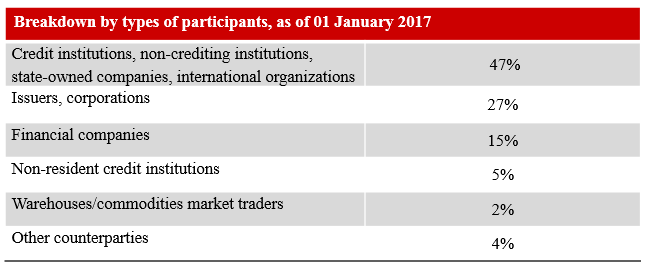 Breakdown by types of participants, as of 01 January 2017
Credit institutions, non-crediting institutions,
state-owned companies, international organizations
47%
Issuers, corporations
27%
Financial companies
15%
Non-resident credit institutions
5%
Warehouses/commodities market traders
2%
Other counterparties
4%